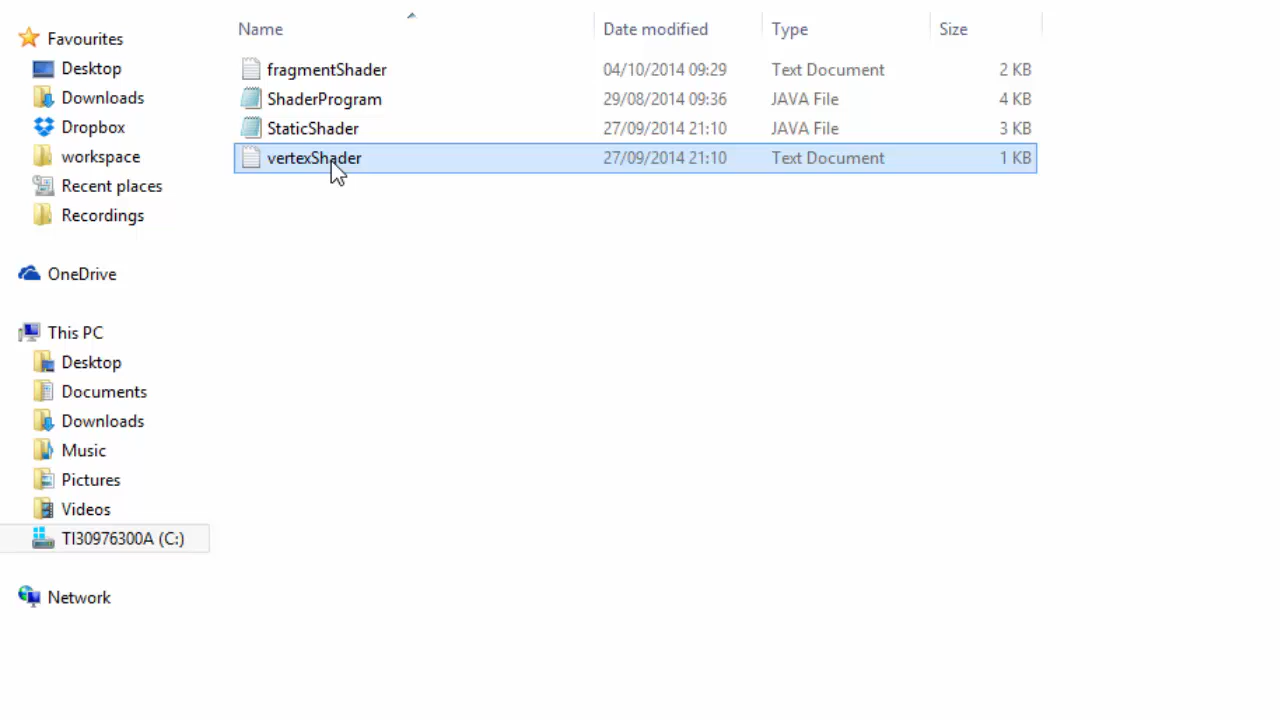 Favourites
Desktop
Downloads
Dropbox
workspace
Recent places
Recordings
OneDrive
This PC
Desktop
Documents
Downloads
Music
Pictures
Videos
TI30976300A (C:)
Network
Name Date modified Type Size
fragmentShader 04/10/2014 09:29 Text Document 2 KB
ShaderProgram 29/08/2014 09:36 JAVA File 4 KB
StaticShader 27/09/2014 21:10 JAVA File 3 KB
vertexShader 27/09/2014 21:10 Text Document 1 KB